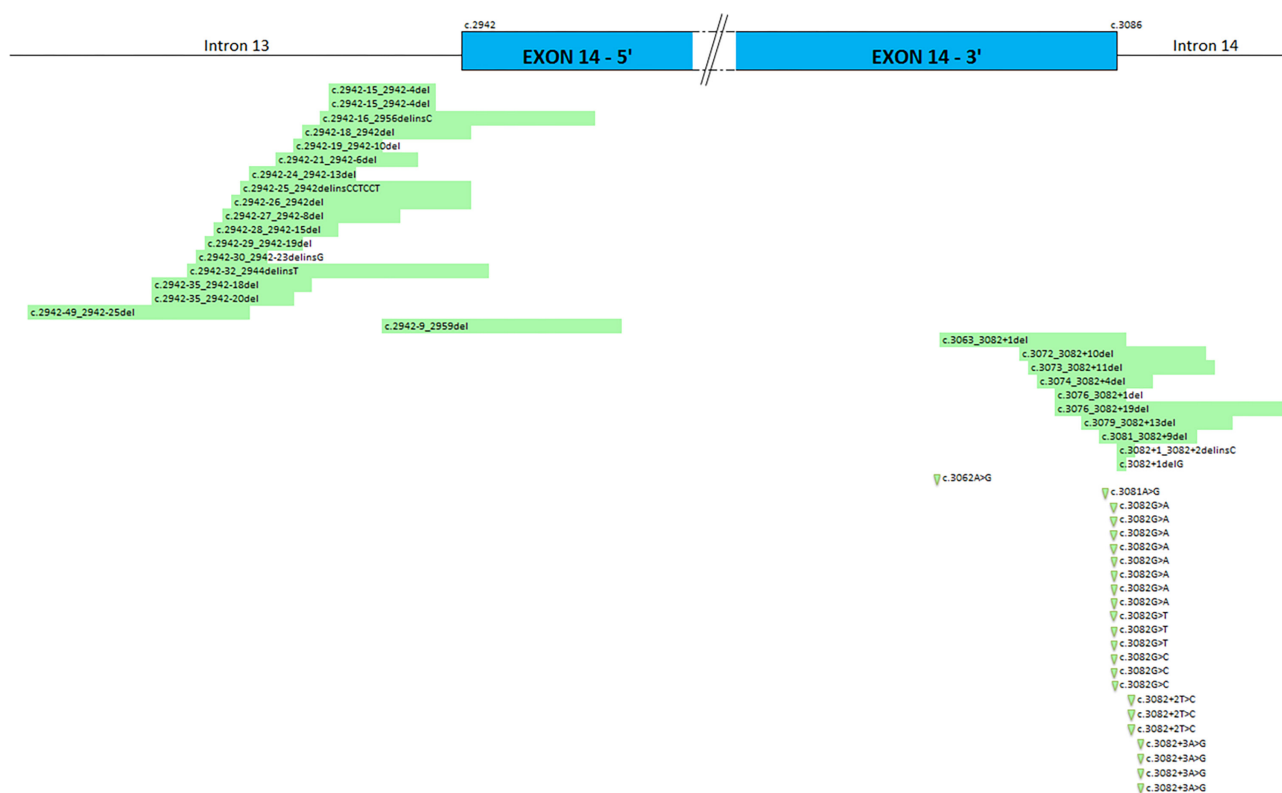 c.2942
c.3086
Intron 13
EXON 14 - 5'
EXON 14 - 3'
Intron 14
c.2942-15_2942-4del
c.2942-15_2942-4del
c.2942-16_2956delinsC
c.2942-18_2942del
c.2942-19_2942-10del
c.2942-21_2942-6del
c.2942-24_2942-13del
c.2942-25_2942delinsCCTCCT
c.2942-26_2942del
c.2942-27_2942-8del
c.2942-28_2942-15del
c.2942-29_2942-19del
c.2942-30_2942-23delinsG
c.2942-32_2944delinsT
c.2942-35_2942-18del
c.2942-35_2942-20del
c.2942-49_2942-25del
c.2942-9_2959del
c.3063_3082+1del
c.3072_3082+10del
c.3073_3082+11del
c.3074_3082+4del
c.3076_3082+1del
c.3076_3082+19del
c.3079_3082+13del
c.3081_3082+9del
c.3082+1_3082+2delinsC
c.3082+1delG
c.3062A>G
c.3081A>G
c.3082G>A
c.3082G>A
c.3082G>A
c.3082G>A
c.3082G>A
c.3082G>A
c.3082G>A
c.3082G>A
c.3082G>T
c.3082G>T
c.3082G>T
c.3082G>C
c.3082G>C
c.3082G>C
c.3082+2T>C
c.3082+2T>C
c.3082+2T>C
c.3082+3A>G
c.3082+3A>G
c.3082+3A>G
c.3082+3A>G